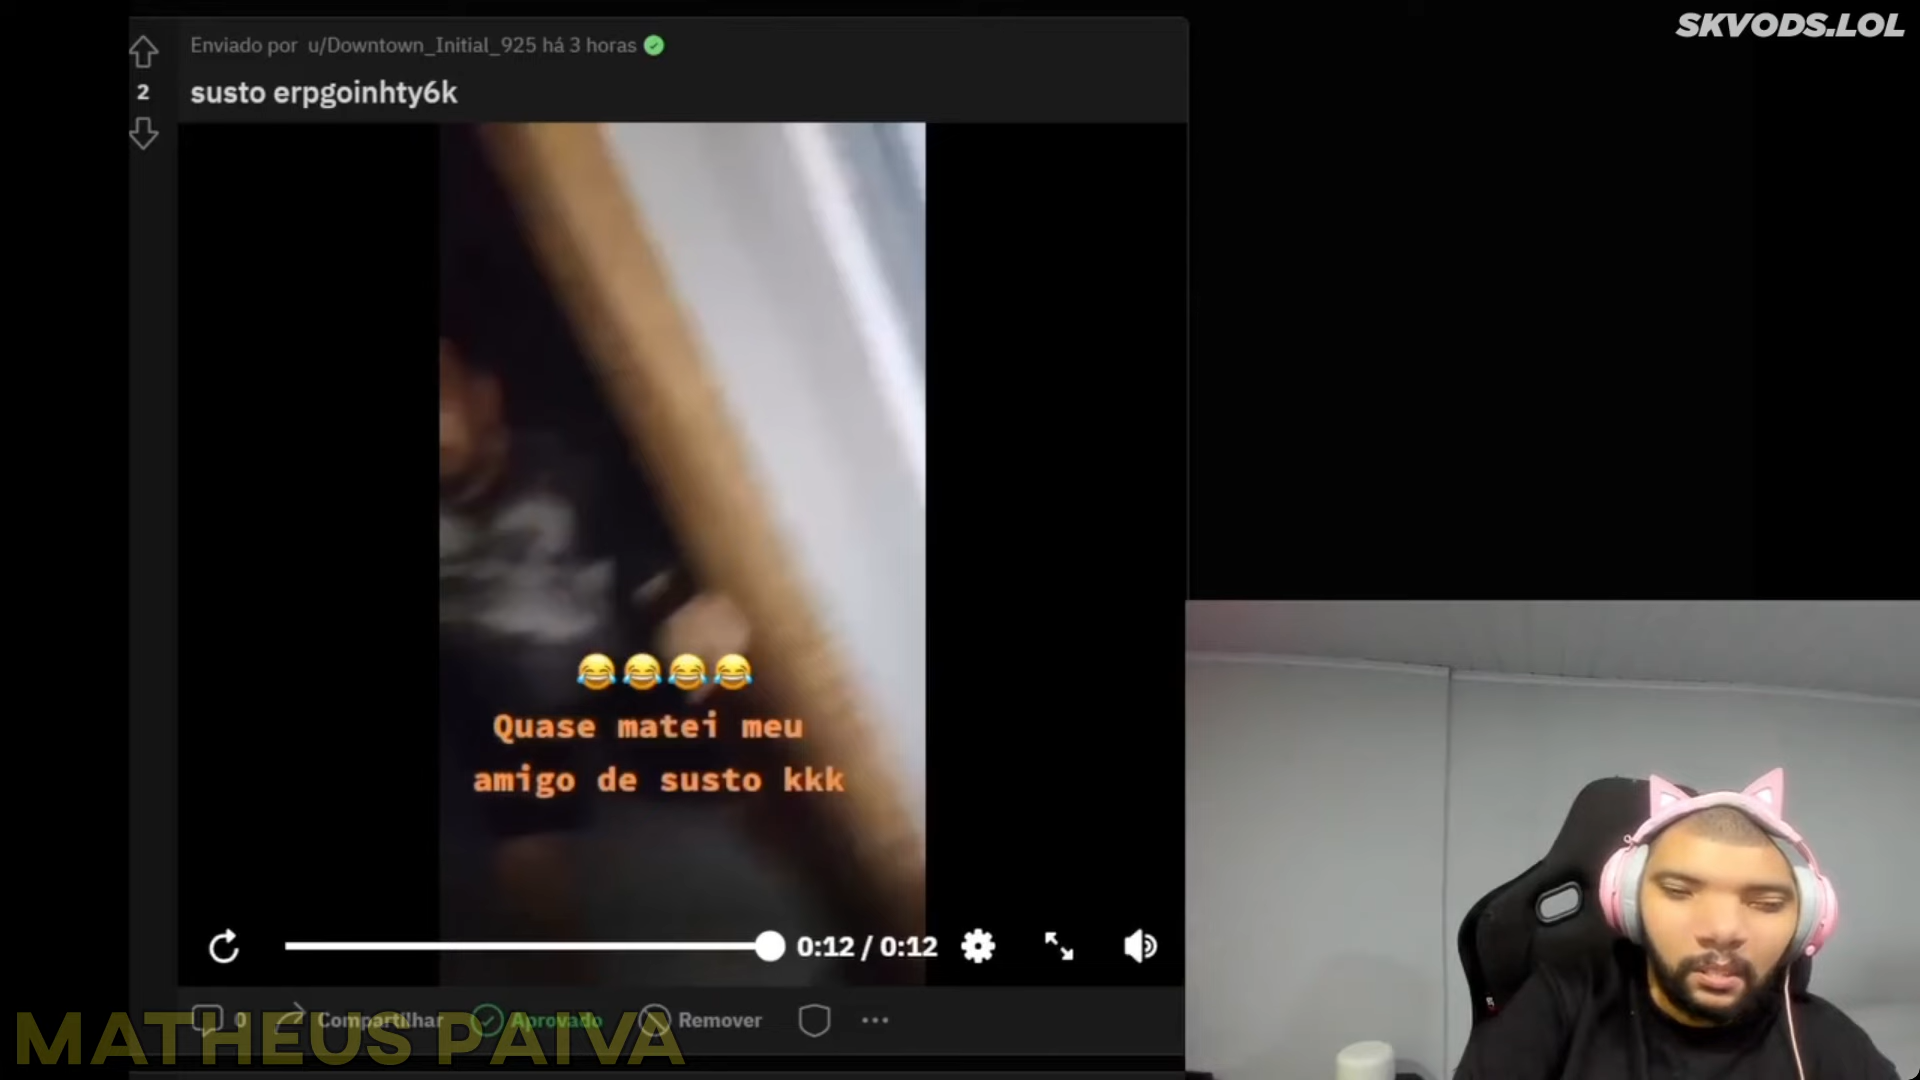 SKVODS.LOL
Enviado por u/Downtown_Initial_925 há 3 horas
2
susto erpgoinhty6k
😂😂😂😂
Quase matei meu
amigo de susto kkk
0:12 / 0:12
0 Compartilhar Aprovado Remover
MATHEUS PAIVA